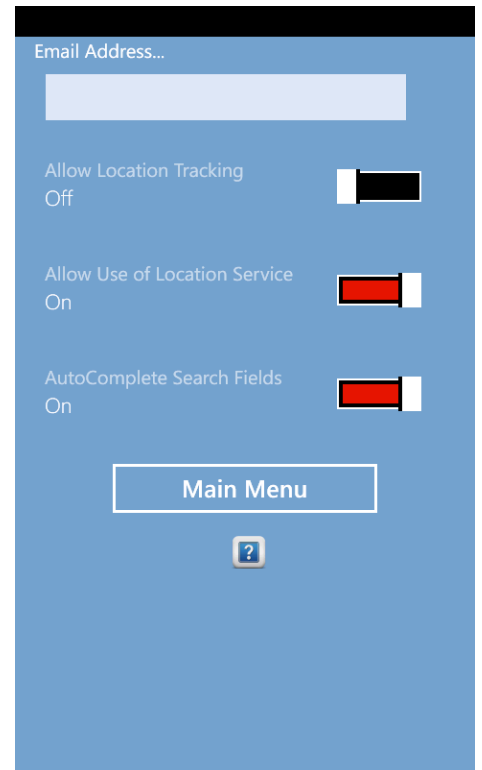 Email Address...
Allow Location Tracking
Off
Allow Use of Location Service
On
AutoComplete Search Fields
On
Main Menu
?